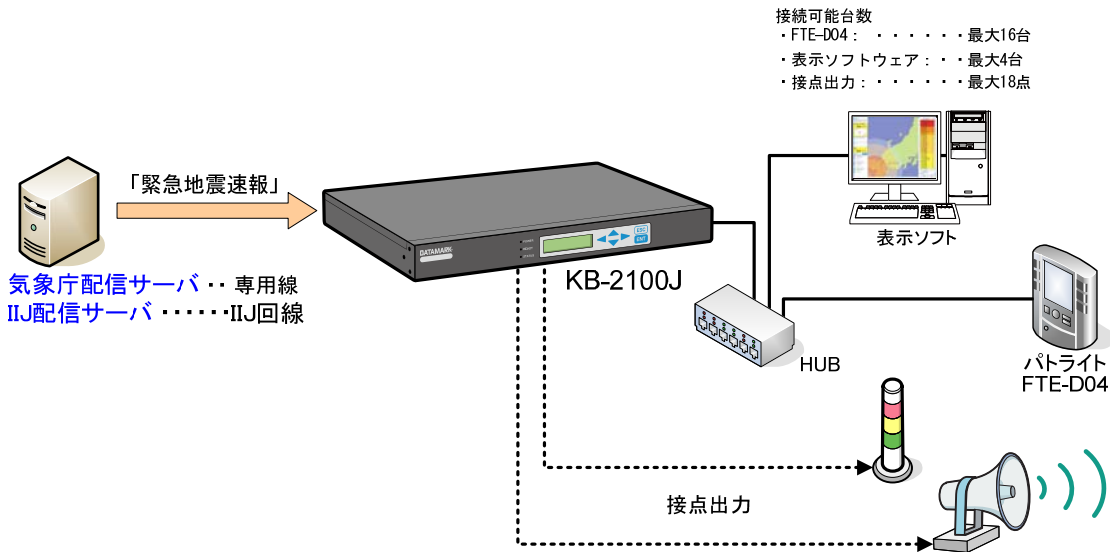 接続可能台数
・FTE-D04： ・・・・・・最大16台
・表示ソフトウェア：・・最大4台
・接点出力：・・・・・・最大18点
「緊急地震速報」
気象庁配信サーバ ・・ 専用線
IIJ配信サーバ ・・・・・・IIJ回線
DATAMARK
POWER
STATUS
ESC
ENT
KB-2100J
表示ソフト
HUB
パトライト
FTE-D04
接点出力